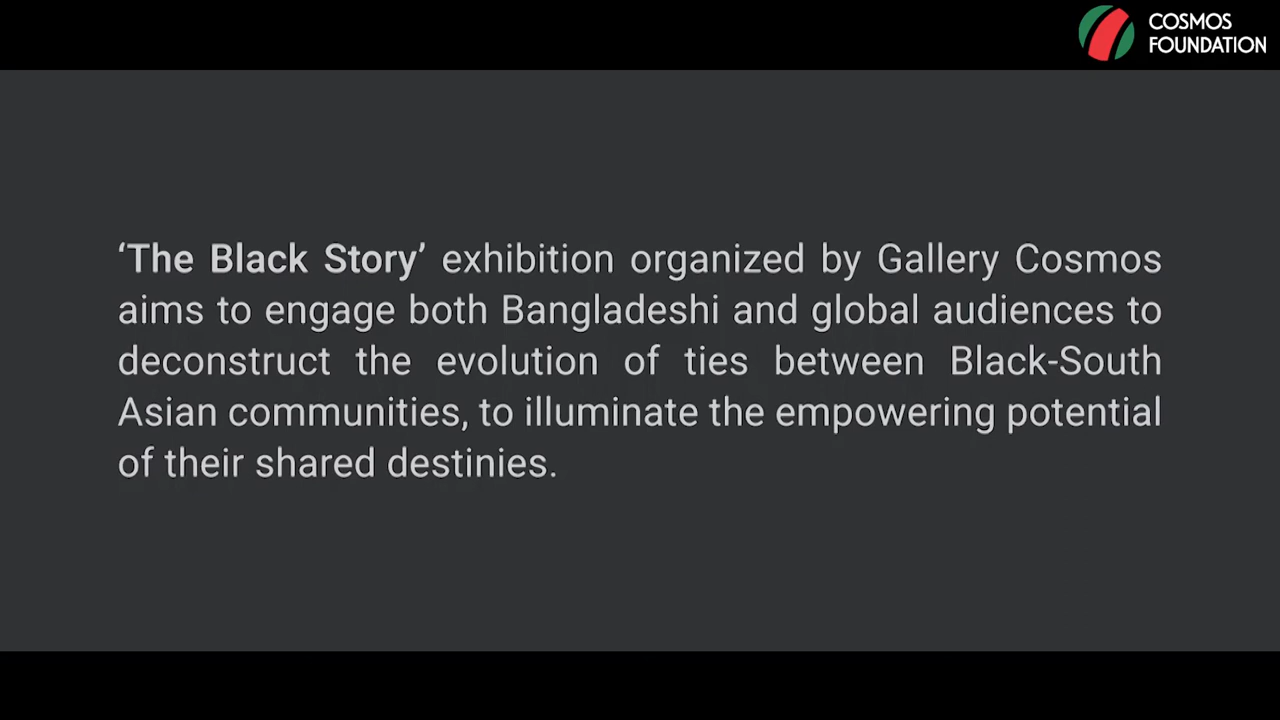 COSMOS
FOUNDATION
‘The Black Story’ exhibition organized by Gallery Cosmos
aims to engage both Bangladeshi and global audiences to
deconstruct the evolution of ties between Black-South
Asian communities, to illuminate the empowering potential
of their shared destinies.